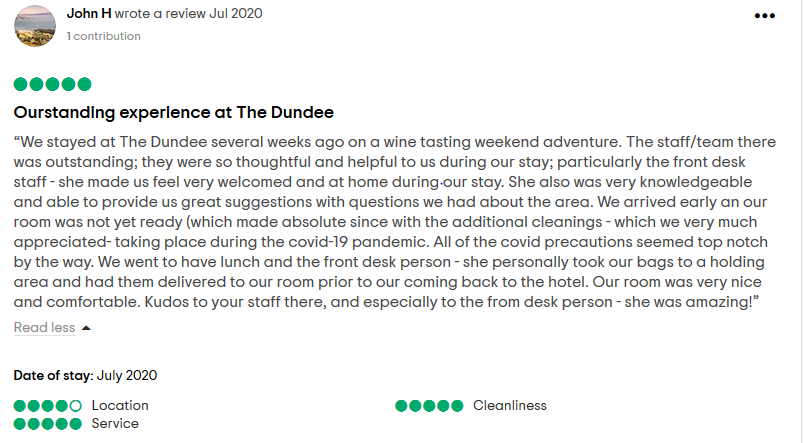 John H wrote a review Jul 2020
1 contribution
Ourstanding experience at The Dundee
“We stayed at The Dundee several weeks ago on a wine tasting weekend adventure. The staff/team there
was outstanding; they were so thoughtful and helpful to us during our stay; particularly the front desk
staff - she made us feel very welcomed and at home during·our stay. She also was very knowledgeable
and able to provide us great suggestions with questions we had about the area. We arrived early an our
room was not yet ready (which made absolute since with the additional cleanings - which we very much
appreciated- taking place during the covid-19 pandemic. All of the covid precautions seemed top notch
by the way. We went to have lunch and the front desk person - she personally took our bags to a holding
area and had them delivered to our room prior to our coming back to the hotel. Our room was very nice
and comfortable. Kudos to your staff there, and especially to the from desk person - she was amazing!”
Read less
Date of stay: July 2020
Location
Cleanliness
Service